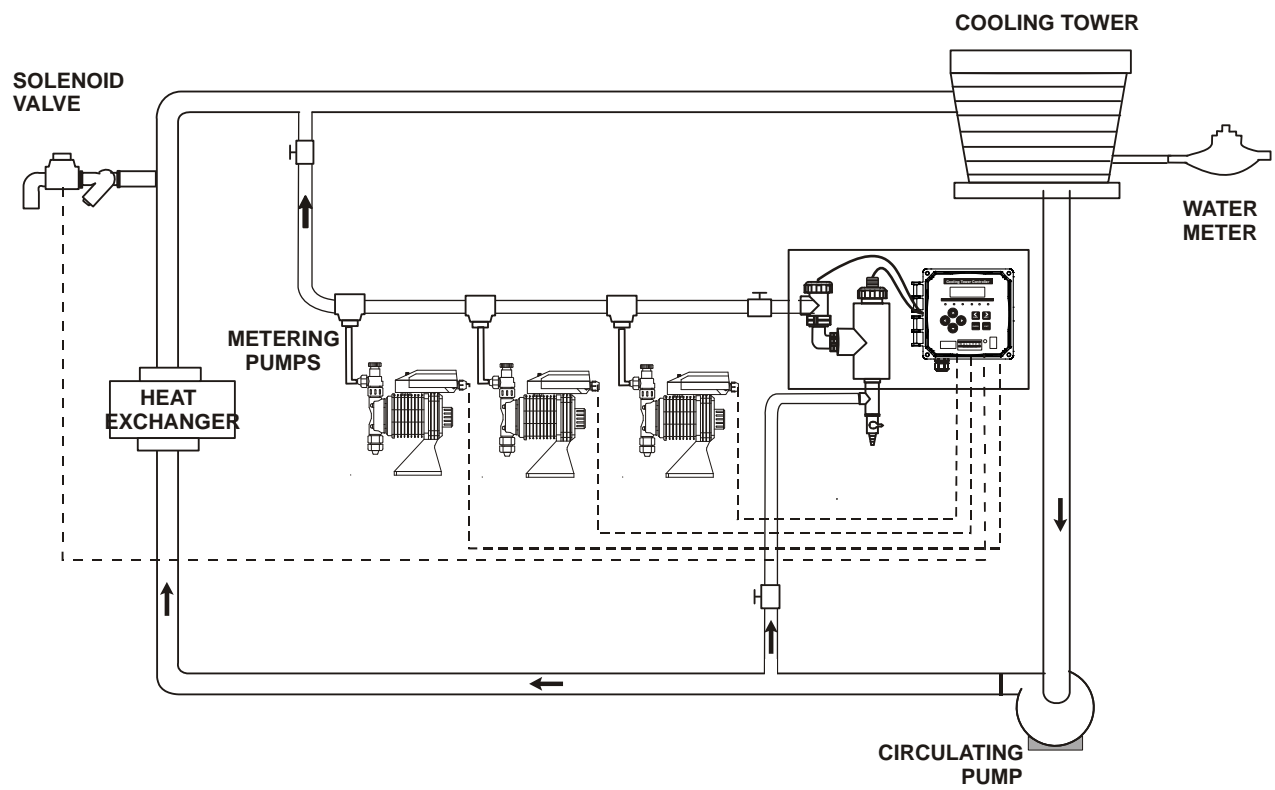 COOLING TOWER
SOLENOID
VALVE
WATER
METER
Cooling Tower Controller
METERING
PUMPS
HEAT
EXCHANGER
CIRCULATING
PUMP